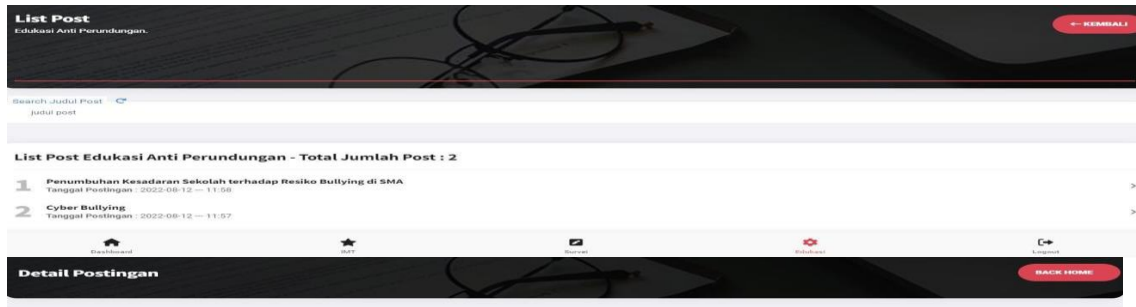 List Post
Edukasi Anti Perundungan.
← KEMBALI
Search Judul Post
judul post
List Post Edukasi Anti Perundungan - Total Jumlah Post : 2
1 Penumbuhan Kesadaran Sekolah terhadap Resiko Bullying di SMA
Tanggal Postingan : 2022-08-12 — 11:58
2 Cyber Bullying
Tanggal Postingan : 2022-08-12 — 11:57
Dashboard IMT Survei Edukasi Logout
Detail Postingan
BACK HOME